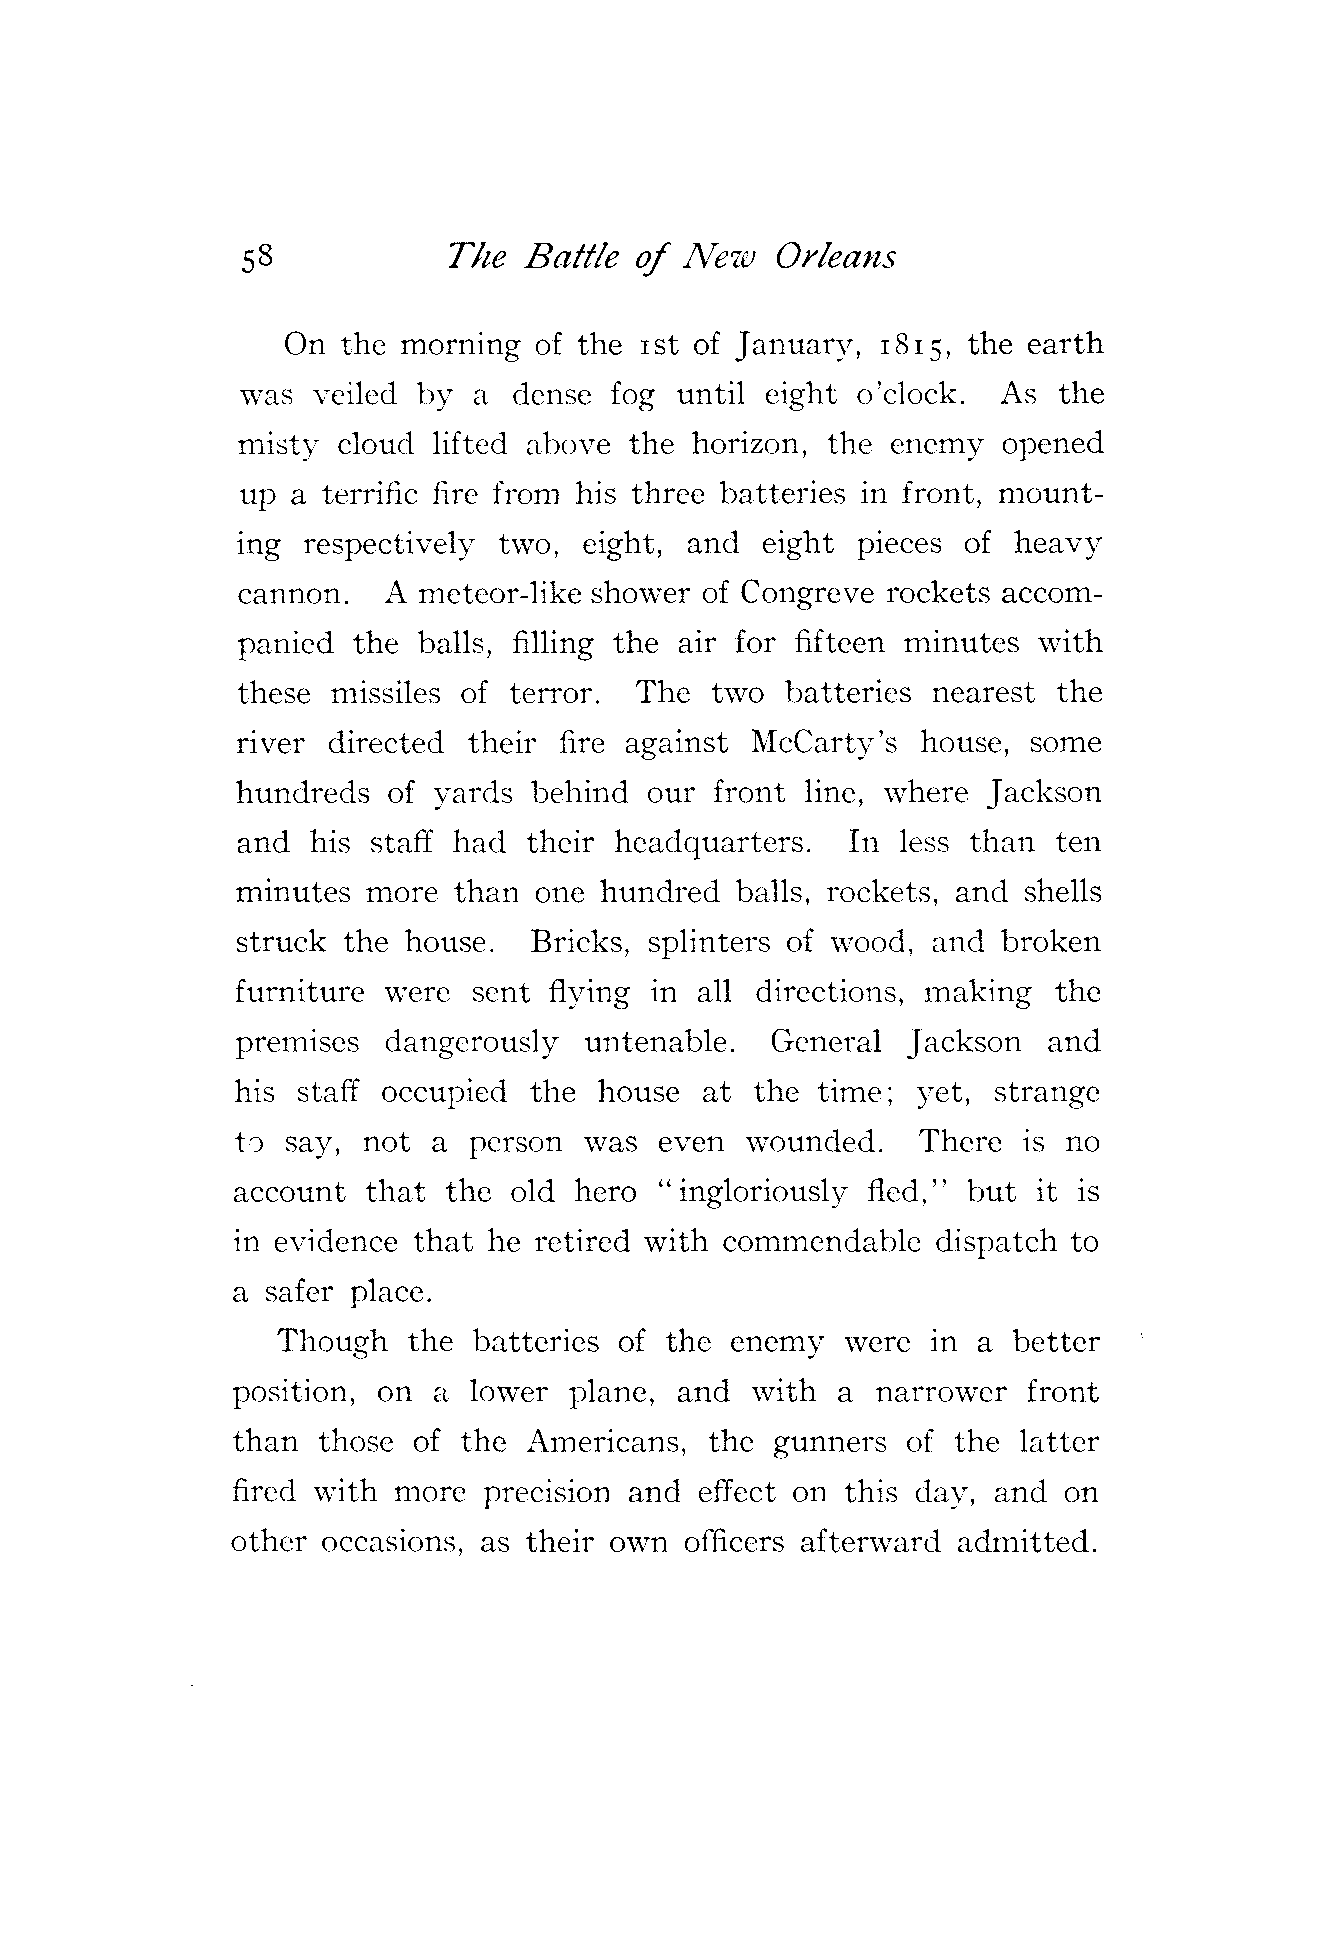 58 The Battle of New Orleans
On the morning of the 1st of January, 1815, the earth
was veiled by a dense fog until eight o'clock. As the
misty cloud lifted above the horizon, the enemy opened
up a terrific fire from his three batteries in front, mount-
ing respectively two, eight, and eight pieces of heavy
cannon. A meteor-like shower of Congreve rockets accom-
panied the balls, filling the air for fifteen minutes with
these missiles of terror. The two batteries nearest the
river directed their fire against McCarty's house, some
hundreds of yards behind our front line, where Jackson
and his staff had their headquarters. In less than ten
minutes more than one hundred balls, rockets, and shells
struck the house. Bricks, splinters of wood, and broken
furniture were sent flying in all directions, making the
premises dangerously untenable. General Jackson and
his staff occupied the house at the time; yet, strange
to say, not a person was even wounded. There is no
account that the old hero "ingloriously fled," but it is
in evidence that he retired with commendable dispatch to
a safer place.
Though the batteries of the enemy were in a better
position, on a lower plane, and with a narrower front
than those of the Americans, the gunners of the latter
fired with more precision and effect on this day, and on
other occasions, as their own officers afterward admitted.